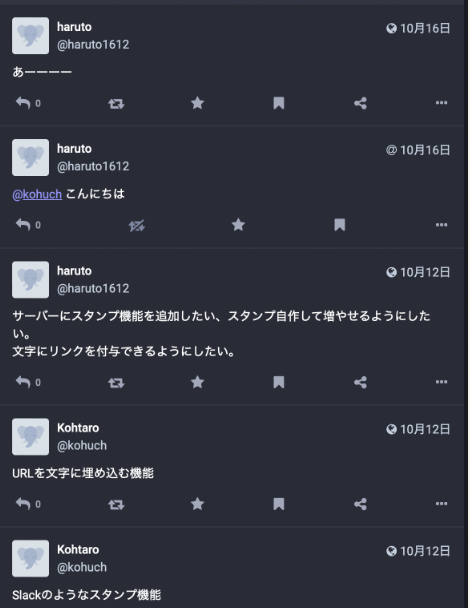 haruto
10月16日
@haruto1612
あーーーー
0
haruto
@ 10月16日
@haruto1612
@kohuch こんにちは
0
haruto
10月12日
@haruto1612
サーバーにスタンプ機能を追加したい、スタンプ自作して増やせるようにした
い。
文字にリンクを付与できるようにしたい。
0
Kohtaro
10月12日
@kohuch
URLを文字に埋め込む機能
0
Kohtaro
10月12日
@kohuch
Slackのようなスタンプ機能